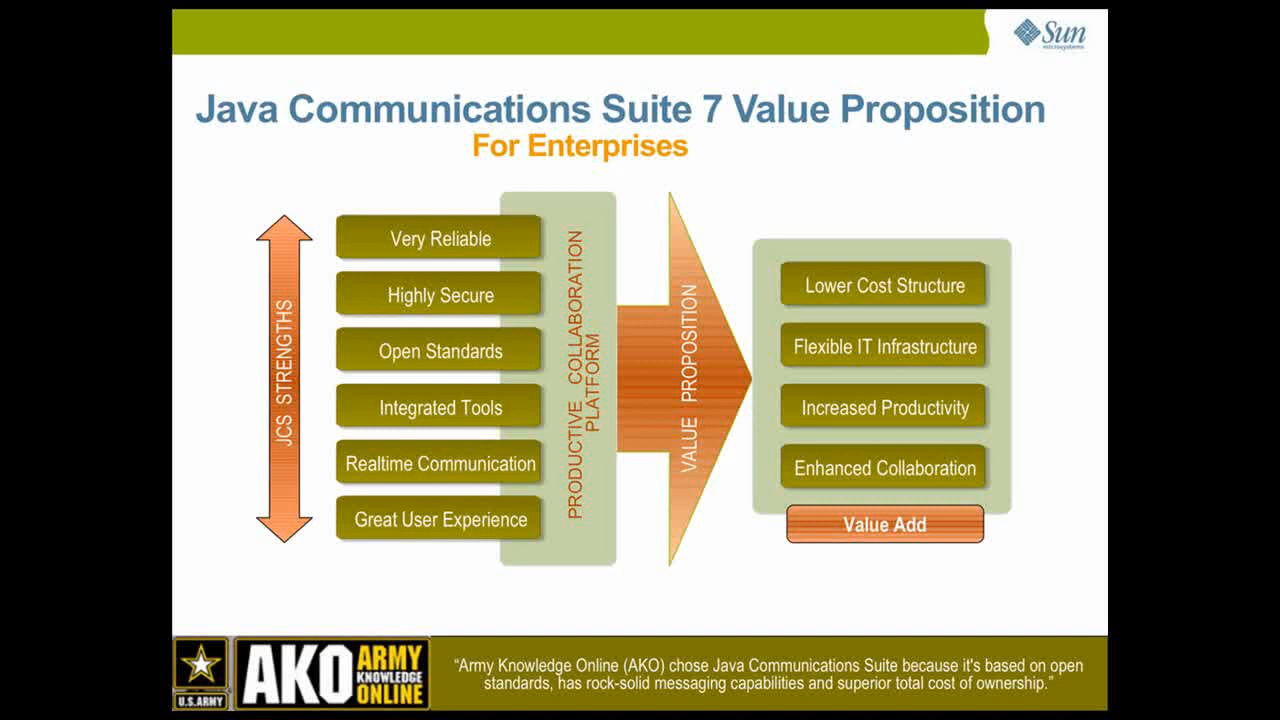 Sun
microsystems
Java Communications Suite 7 Value Proposition
For Enterprises
JCS STRENGTHS
Very Reliable
Highly Secure
Open Standards
Integrated Tools
Realtime Communication
Great User Experience
PRODUCTIVE COLLABORATION
PLATFORM
VALUE PROPOSITION
Lower Cost Structure
Flexible IT Infrastructure
Increased Productivity
Enhanced Collaboration
Value Add
U.S.ARMY
AKO
ARMY
KNOWLEDGE
ONLINE
“Army Knowledge Online (AKO) chose Java Communications Suite because it's based on open
standards, has rock-solid messaging capabilities and superior total cost of ownership.”